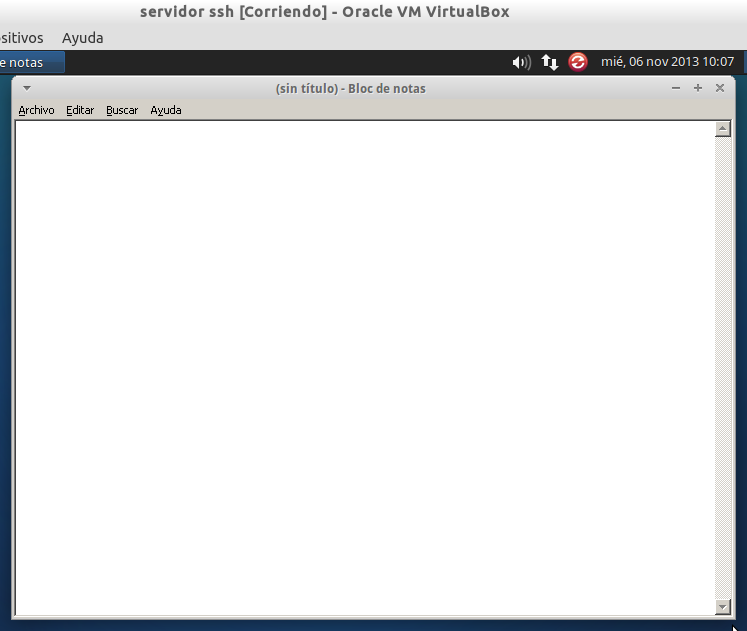 servidor ssh [Corriendo] - Oracle VM VirtualBox
sitivos Ayuda
e notas mié, 06 nov 2013 10:07
(sin título) - Bloc de notas
Archivo Editar Buscar Ayuda